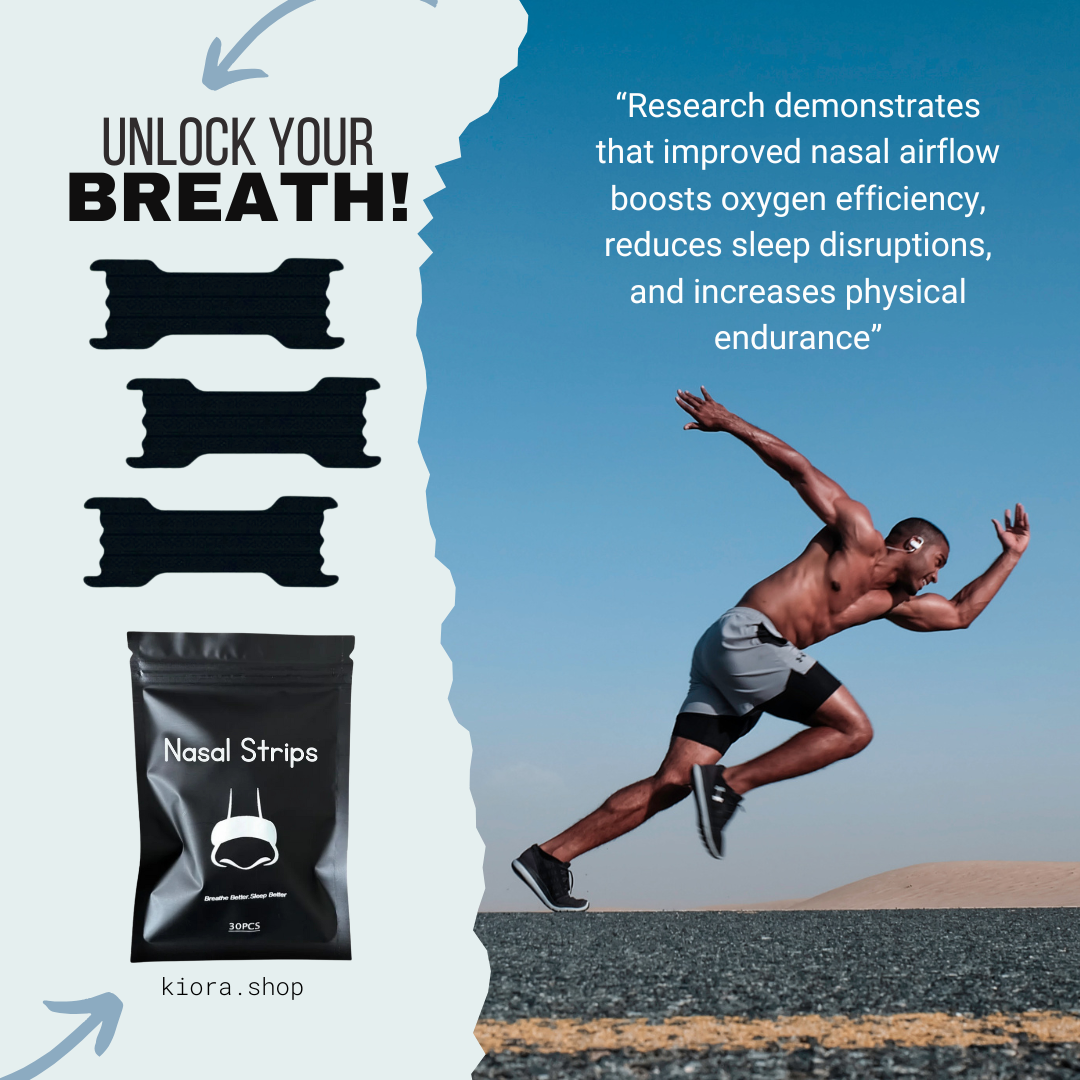 UNLOCK YOUR
BREATH!
Nasal Strips
Breathe Better.Sleep Better
30PCS
kiora.shop
“Research demonstrates
that improved nasal airflow
boosts oxygen efficiency,
reduces sleep disruptions,
and increases physical
endurance”